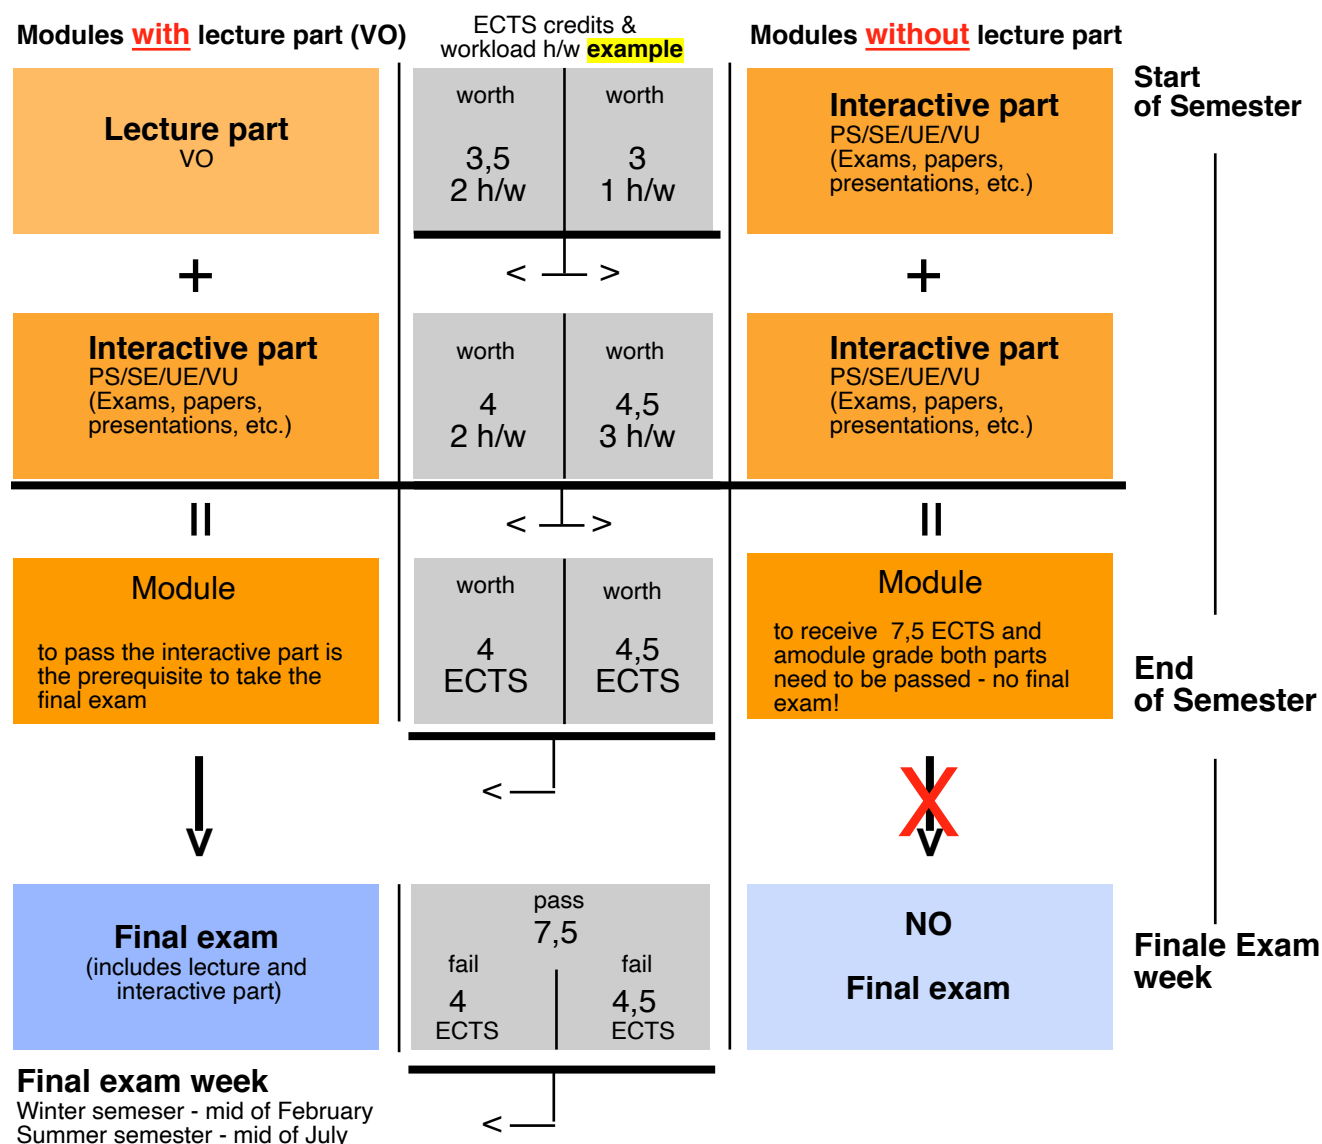 Modules with lecture part (VO)
ECTS credits &
workload h/w example
Modules without lecture part
Start
of Semester
Lecture part
VO
worth
3,5
2 h/w
worth
3
1 h/w
Interactive part
PS/SE/UE/VU
(Exams, papers,
presentations, etc.)
+
< >
+
Interactive part
PS/SE/UE/VU
(Exams, papers,
presentations, etc.)
worth
4
2 h/w
worth
4,5
3 h/w
Interactive part
PS/SE/UE/VU
(Exams, papers,
presentations, etc.)
=
< >
=
Module
to pass the interactive part is
the prerequisite to take the
final exam
worth
4
ECTS
worth
4,5
ECTS
Module
to receive 7,5 ECTS and
amodule grade both parts
need to be passed - no final
exam!
End
of Semester
<
X
Final exam
(includes lecture and
interactive part)
pass
7,5
fail
4
ECTS
fail
4,5
ECTS
NO
Final exam
Finale Exam
week
Final exam week
Winter semeser - mid of February
Summer semester - mid of July
<